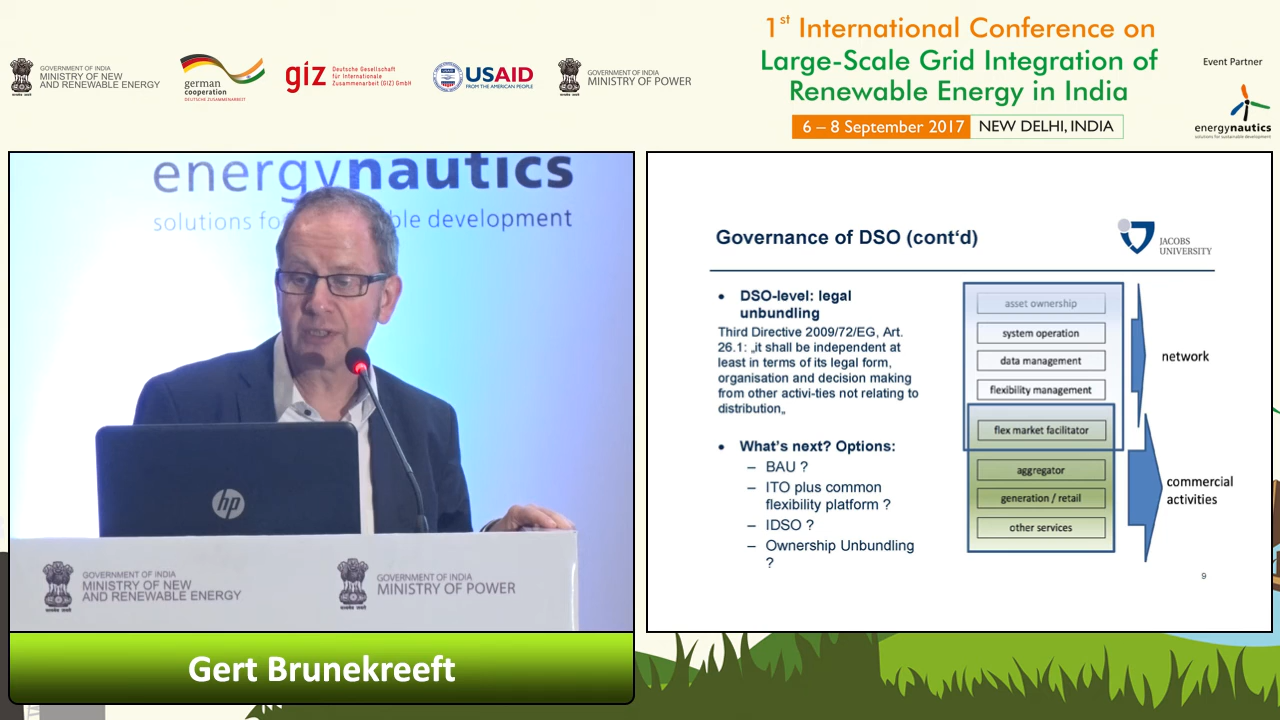 GOVERNMENT OF INDIA
MINISTRY OF NEW
AND RENEWABLE ENERGY
german
cooperation
DEUTSCHE ZUSAMMENARBEIT
giz
Deutsche Gesellschaft
für Internationale
Zusammenarbeit (GIZ) GmbH
USAID
FROM THE AMERICAN PEOPLE
GOVERNMENT OF INDIA
MINISTRY OF POWER
1st International Conference on
Large-Scale Grid Integration of
Renewable Energy in India
6 – 8 September 2017 NEW DELHI, INDIA
Event Partner
energynautics
solutions for sustainable development
energynautics
solutions fo ble development
hp
GOVERNMENT OF INDIA
MINISTRY OF NEW
AND RENEWABLE ENERGY
GOVERNMENT OF INDIA
MINISTRY OF POWER
Gert Brunekreeft
Governance of DSO (cont‘d)
JACOBS
UNIVERSITY
• DSO-level: legal
unbundling
Third Directive 2009/72/EG, Art.
26.1: „it shall be independent at
least in terms of its legal form,
organisation and decision making
from other activi-ties not relating to
distribution„
• What’s next? Options:
– BAU ?
– ITO plus common
flexibility platform ?
– IDSO ?
– Ownership Unbundling
?
asset ownership
system operation
data management
flexibility management
flex market facilitator
aggregator
generation / retail
other services
network
commercial
activities
9